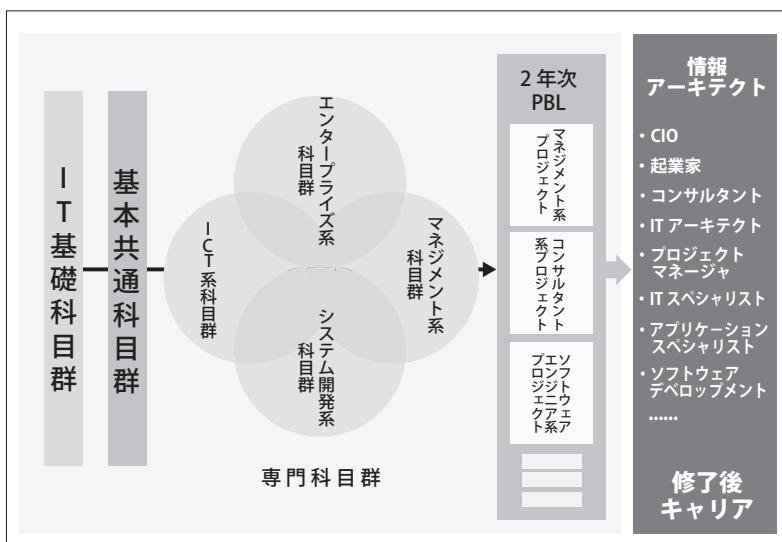 IT基礎科目群
基本共通科目群
エンタープライズ系
科目群
ICT系科目群
マネジメント系
科目群
システム開発系
科目群
専門科目群
2年次
PBL
マネジメント系
プロジェクト
コンサルタント
系プロジェクト
ソフトウェア
エンジニア系
プロジェクト
情報
アーキテクト
・CIO
・起業家
・コンサルタント
・ITアーキテクト
・プロジェクト
マネージャ
・ITスペシャリスト
・アプリケーション
スペシャリスト
・ソフトウェア
デベロップメント
......
修了後
キャリア